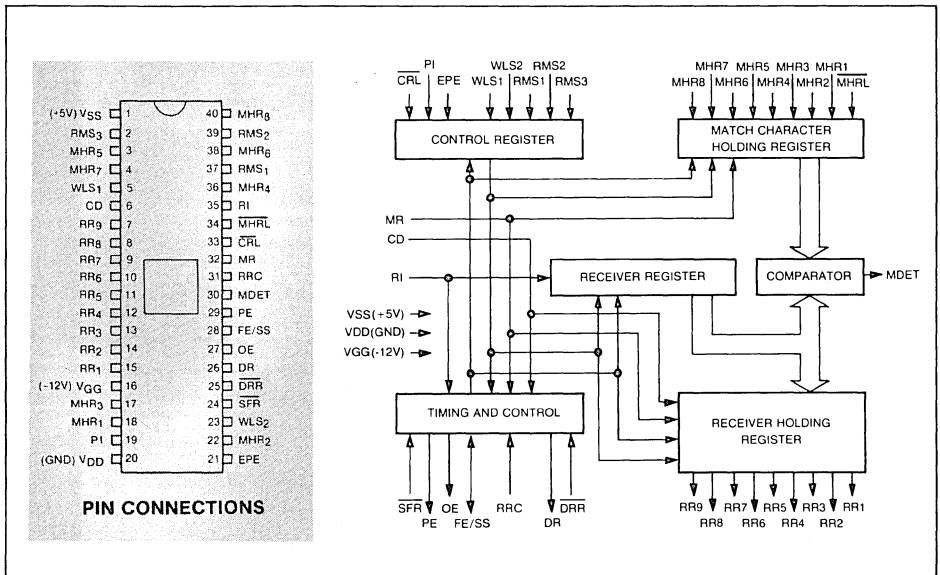 (+5V) VSS 1 40 MHR8
RMS3 2 39 RMS2
MHR5 3 38 MHR6
MHR7 4 37 RMS1
WLS1 5 36 MHR4
CD 6 35 RI
RR9 7 34 MHRL
RR8 8 33 CRL
RR7 9 32 MR
RR6 10 31 RRC
RR5 11 30 MDET
RR4 12 29 PE
RR3 13 28 FE/SS
RR2 14 27 OE
RR1 15 26 DR
(-12V) VGG 16 25 DRR
MHR3 17 24 SFR
MHR1 18 23 WLS2
PI 19 22 MHR2
(GND) VDD 20 21 EPE
PIN CONNECTIONS
PI WLS2 RMS2
CRL EPE WLS1 RMS1 RMS3
MHR7 MHR5 MHR3 MHR1
MHR8 MHR6 MHR4 MHR2 MHRL
CONTROL REGISTER
MATCH CHARACTER
HOLDING REGISTER
MR
CD
RI
RECEIVER REGISTER
COMPARATOR
MDET
VSS(+5V)
VDD(GND)
VGG(-12V)
TIMING AND CONTROL
RECEIVER HOLDING
REGISTER
SFR OE RRC DRR
PE FE/SS DR
RR9 RR7 RR5 RR3 RR1
RR8 RR6 RR4 RR2